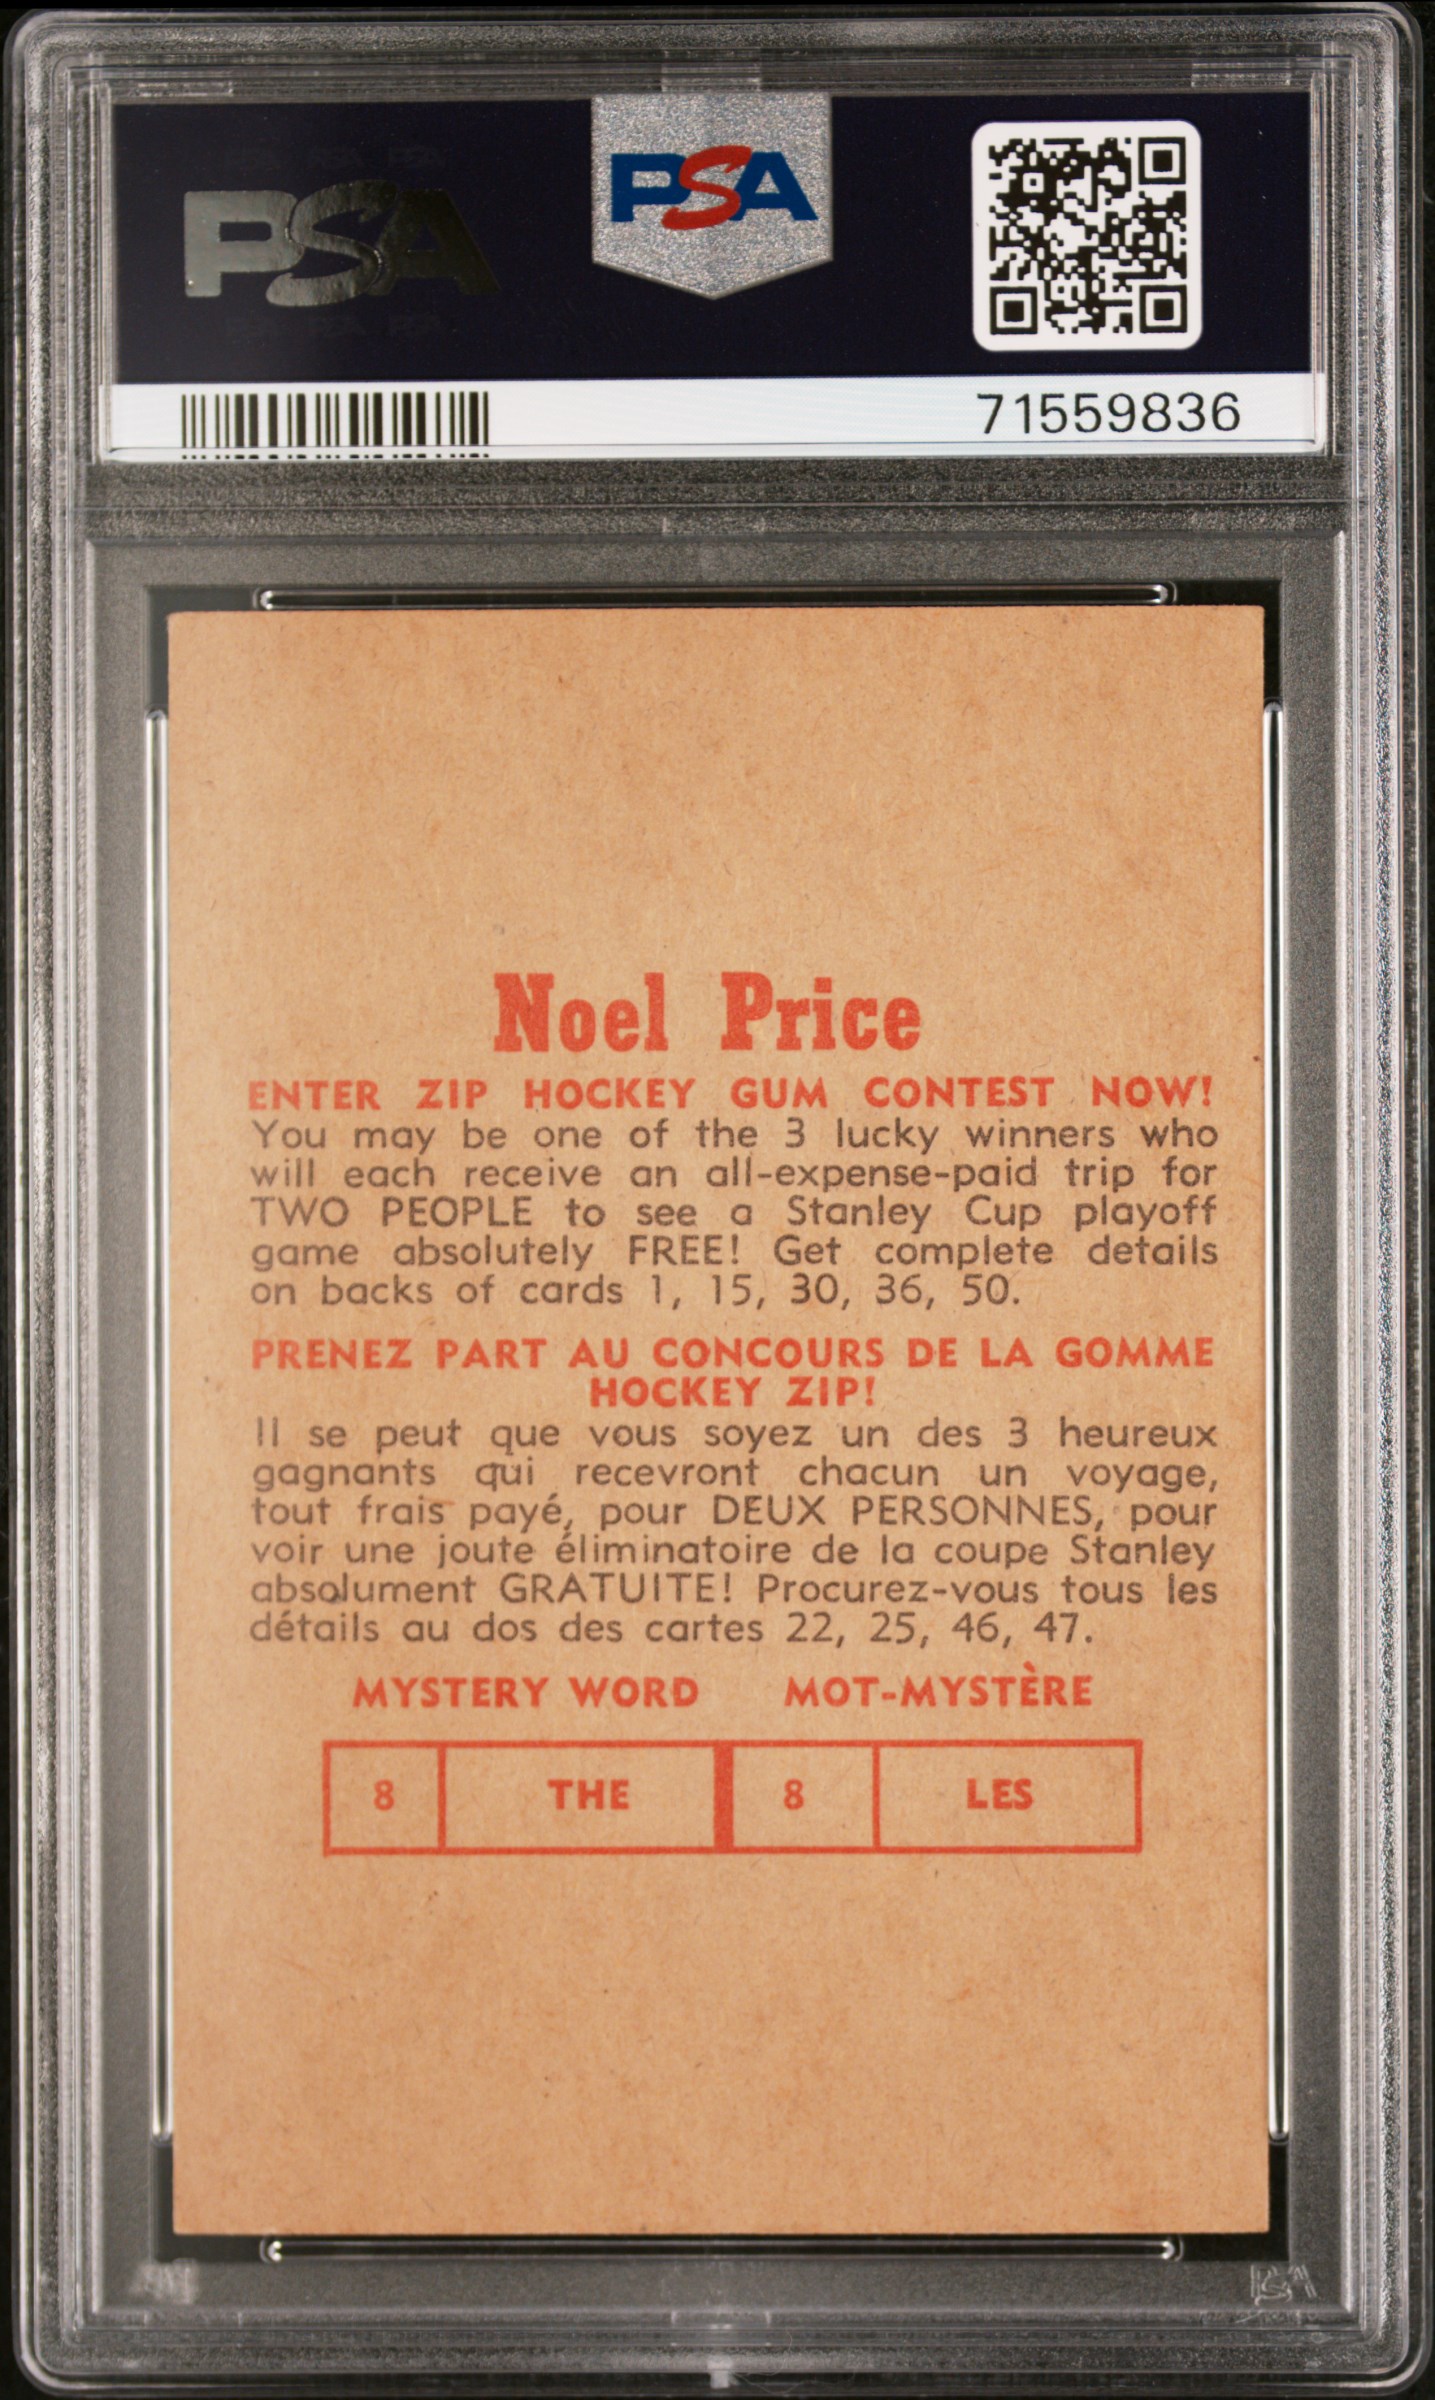 PSA
PSA
71559836
Noel Price
ENTER ZIP HOCKEY GUM CONTEST NOW!
You may be one of the 3 lucky winners who
will each receive an all-expense-paid trip for
TWO PEOPLE to see a Stanley Cup playoff
game absolutely FREE! Get complete details
on backs of cards 1, 15, 30, 36, 50.
PRENEZ PART AU CONCOURS DE LA GOMME
HOCKEY ZIP!
Il se peut que vous soyez un des 3 heureux
gagnants qui recevront chacun un voyage,
tout frais payé, pour DEUX PERSONNES, pour
voir une joute éliminatoire de la coupe Stanley
absolument GRATUITE! Procurez-vous tous les
détails au dos des cartes 22, 25, 46, 47.
MYSTERY WORD MOT-MYSTÈRE
8 THE 8 LES
PSA